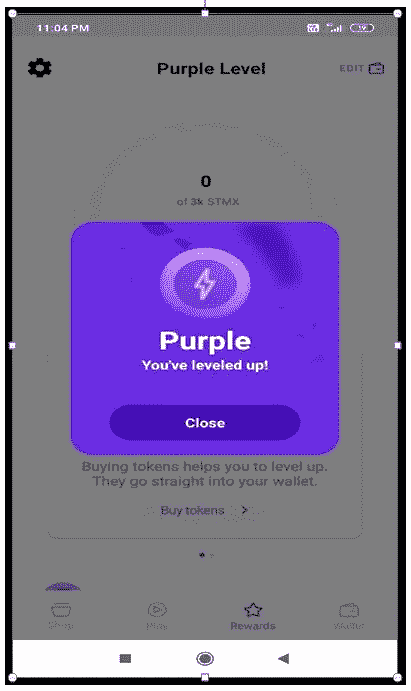 11:04 PM
Purple Level
EDIT
0
of 3k STMX
Purple
You've leveled up!
Close
Buying tokens helps you to level up.
They go straight into your wallet.
Buy tokens >
Shop Play Rewards Wallet